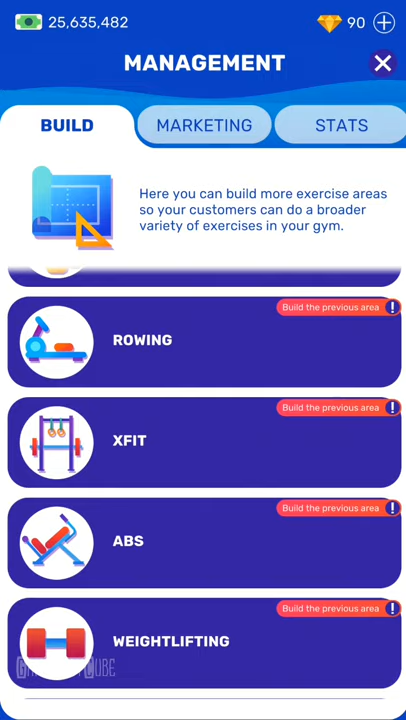 25,635,482
90
MANAGEMENT
BUILD
MARKETING
STATS
Here you can build more exercise areas
so your customers can do a broader
variety of exercises in your gym.
Build the previous area !
ROWING
Build the previous area !
XFIT
Build the previous area !
ABS
Build the previous area !
WEIGHTLIFTING